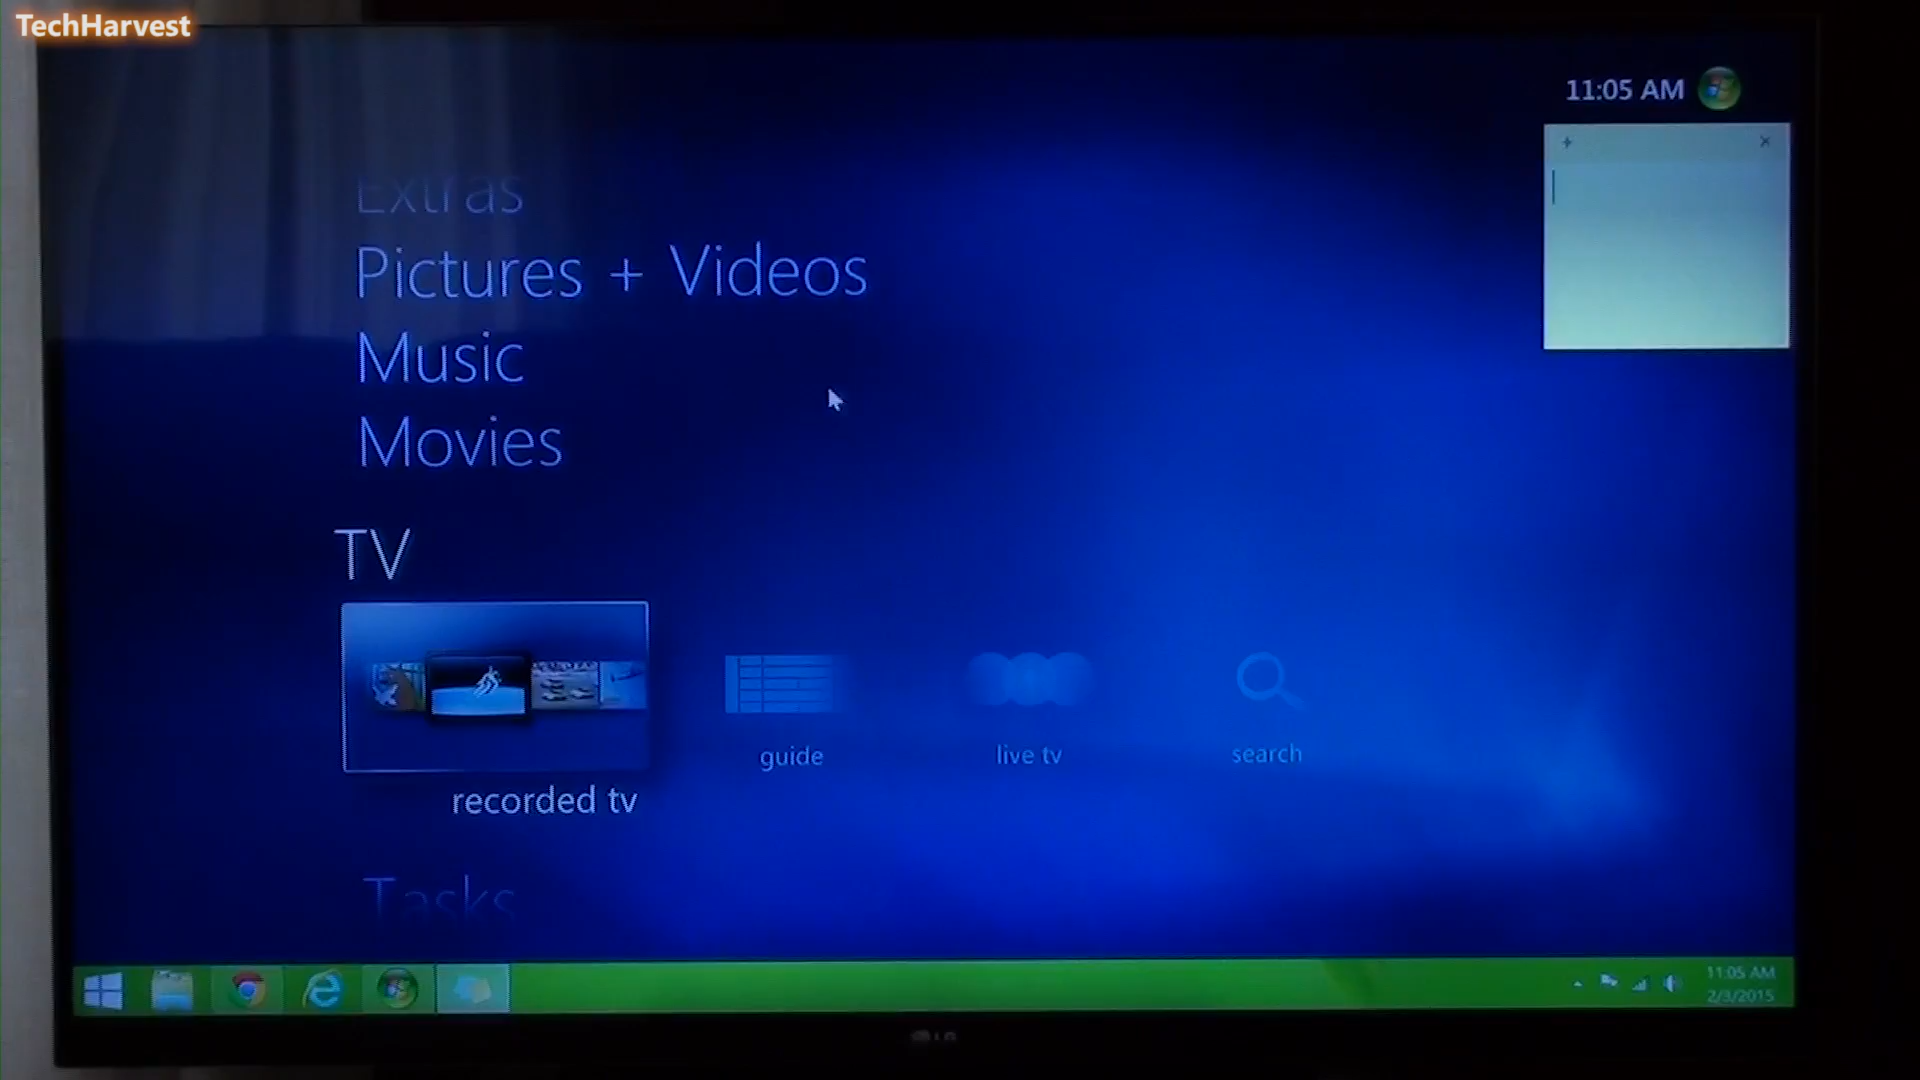 TechHarvest
11:05 AM
Extras
Pictures + Videos
Music
Movies
TV
guide
live tv
search
recorded tv
Tasks
11:05 AM
2/3/2015
LG